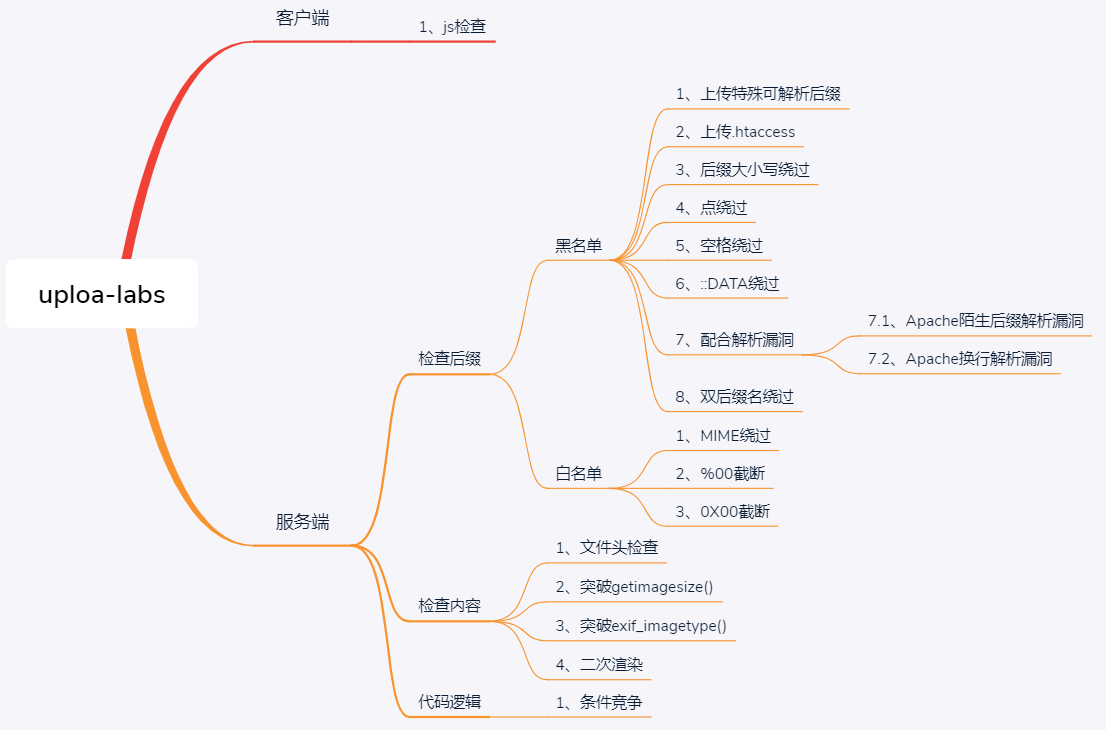 客户端
1、js检查
uploa-labs
服务端
检查后缀
黑名单
1、上传特殊可解析后缀
2、上传.htaccess
3、后缀大小写绕过
4、点绕过
5、空格绕过
6、::DATA绕过
7、配合解析漏洞
7.1、Apache陌生后缀解析漏洞
7.2、Apache换行解析漏洞
8、双后缀名绕过
白名单
1、MIME绕过
2、%00截断
3、0X00截断
检查内容
1、文件头检查
2、突破getimagesize()
3、突破exif_imagetype()
4、二次渲染
代码逻辑
1、条件竞争